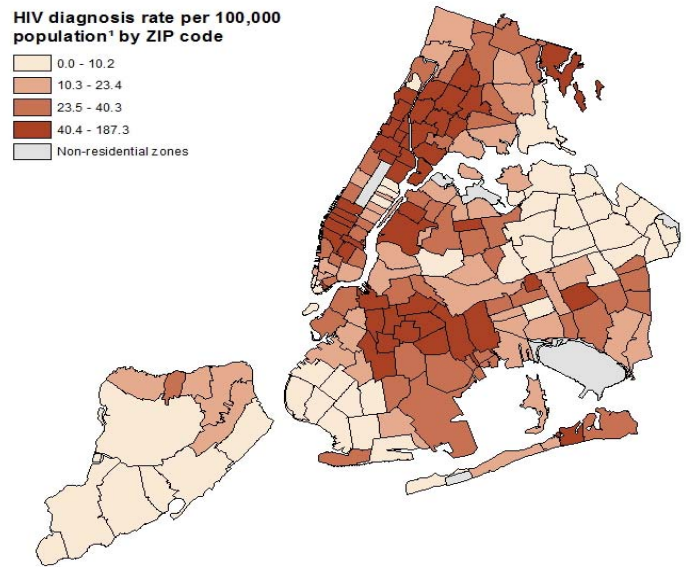 HIV diagnosis rate per 100,000
population¹ by ZIP code
0.0 - 10.2
10.3 - 23.4
23.5 - 40.3
40.4 - 187.3
Non-residential zones